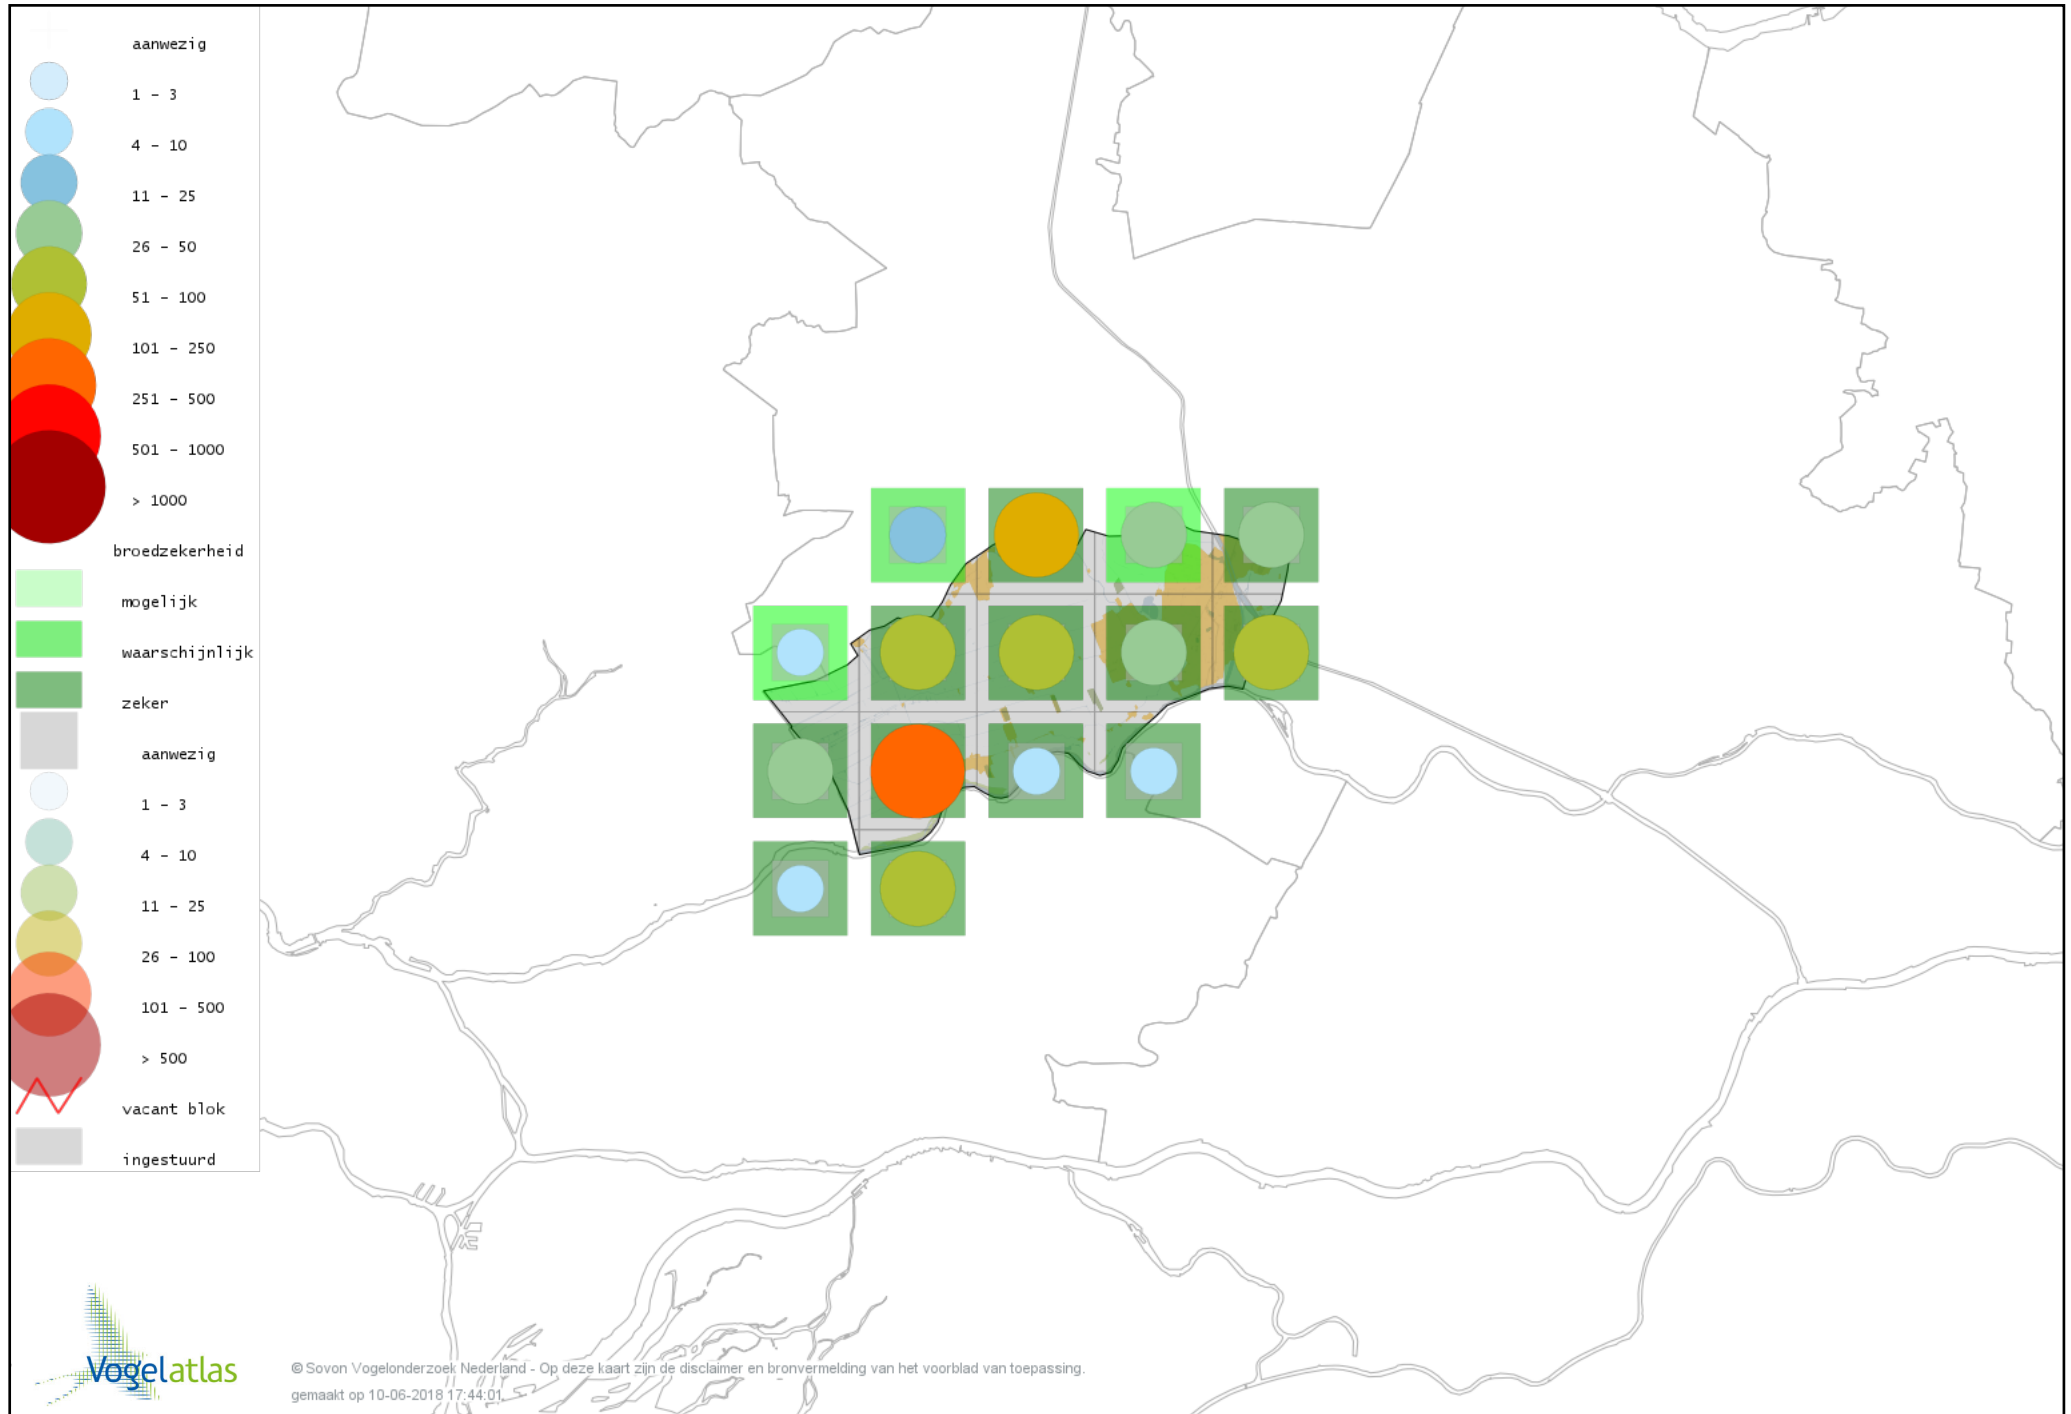 aanwezig
1 – 3
4 – 10
11 – 25
26 – 50
51 – 100
101 – 250
251 – 500
501 – 1000
> 1000
broedzekerheid
mogelijk
waarschijnlijk
zeker
aanwezig
1 – 3
4 – 10
11 – 25
26 – 100
101 – 500
> 500
vacant blok
ingestuurd
Vogelatlas
© Sovon Vogelonderzoek Nederland - Op deze kaart zijn de disclaimer en bronvermelding van het voorblad van toepassing.
gemaakt op 10-06-2018 17:44:01